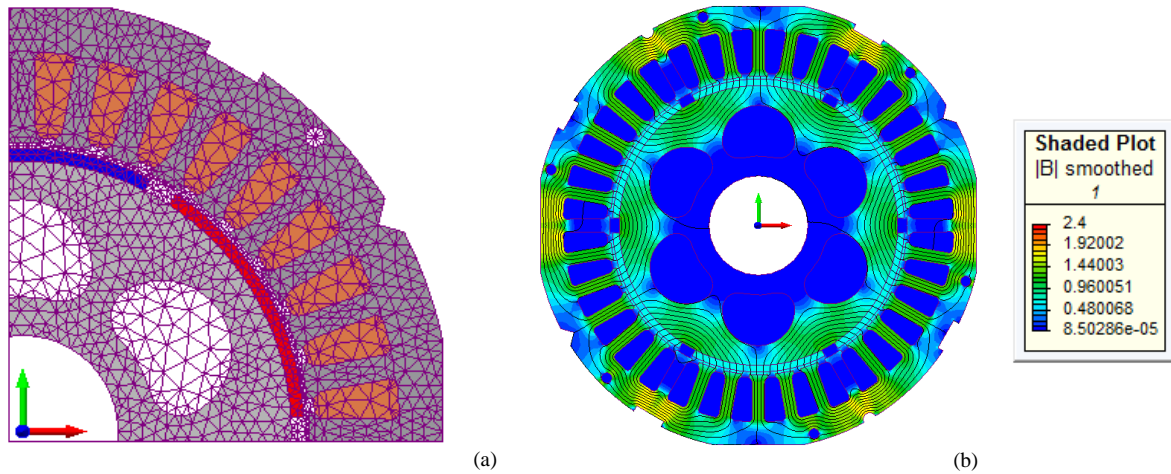 Shaded Plot
|B| smoothed
1
2.4
1.92002
1.44003
0.960051
0.480068
8.50286e-05
(a)
(b)